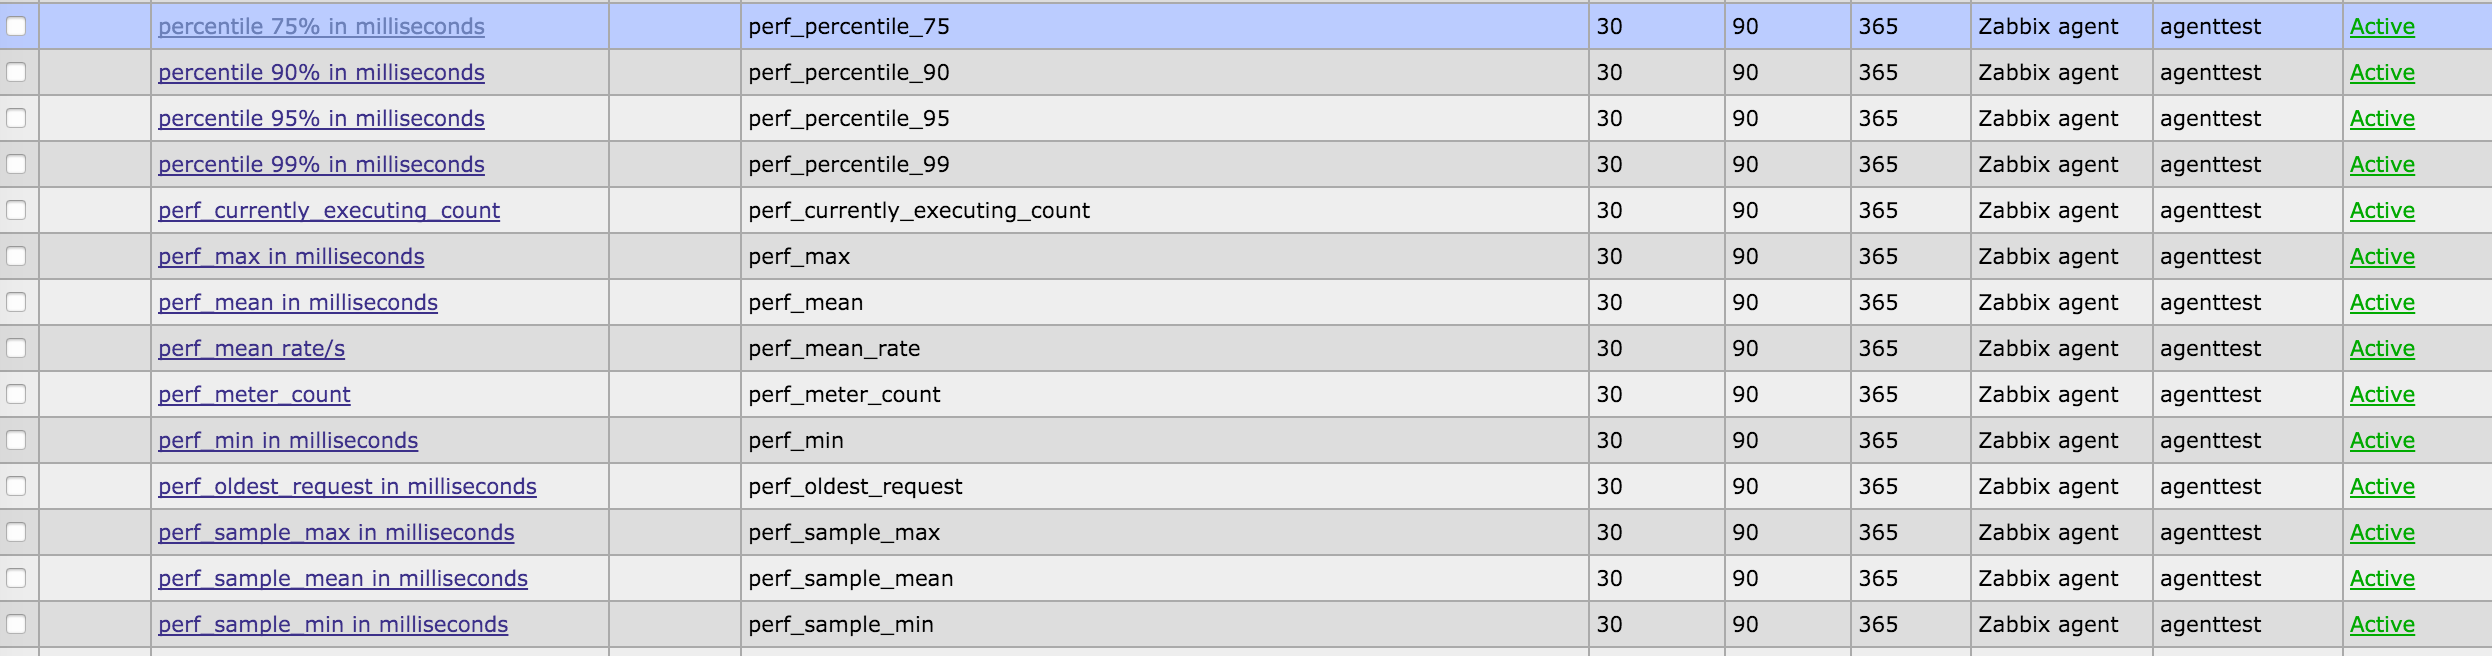 percentile 75% in milliseconds perf_percentile_75 30 90 365 Zabbix agent agenttest Active
percentile 90% in milliseconds perf_percentile_90 30 90 365 Zabbix agent agenttest Active
percentile 95% in milliseconds perf_percentile_95 30 90 365 Zabbix agent agenttest Active
percentile 99% in milliseconds perf_percentile_99 30 90 365 Zabbix agent agenttest Active
perf_currently_executing_count perf_currently_executing_count 30 90 365 Zabbix agent agenttest Active
perf_max in milliseconds perf_max 30 90 365 Zabbix agent agenttest Active
perf_mean in milliseconds perf_mean 30 90 365 Zabbix agent agenttest Active
perf_mean rate/s perf_mean_rate 30 90 365 Zabbix agent agenttest Active
perf_meter_count perf_meter_count 30 90 365 Zabbix agent agenttest Active
perf_min in milliseconds perf_min 30 90 365 Zabbix agent agenttest Active
perf_oldest_request in milliseconds perf_oldest_request 30 90 365 Zabbix agent agenttest Active
perf_sample_max in milliseconds perf_sample_max 30 90 365 Zabbix agent agenttest Active
perf_sample_mean in milliseconds perf_sample_mean 30 90 365 Zabbix agent agenttest Active
perf_sample_min in milliseconds perf_sample_min 30 90 365 Zabbix agent agenttest Active